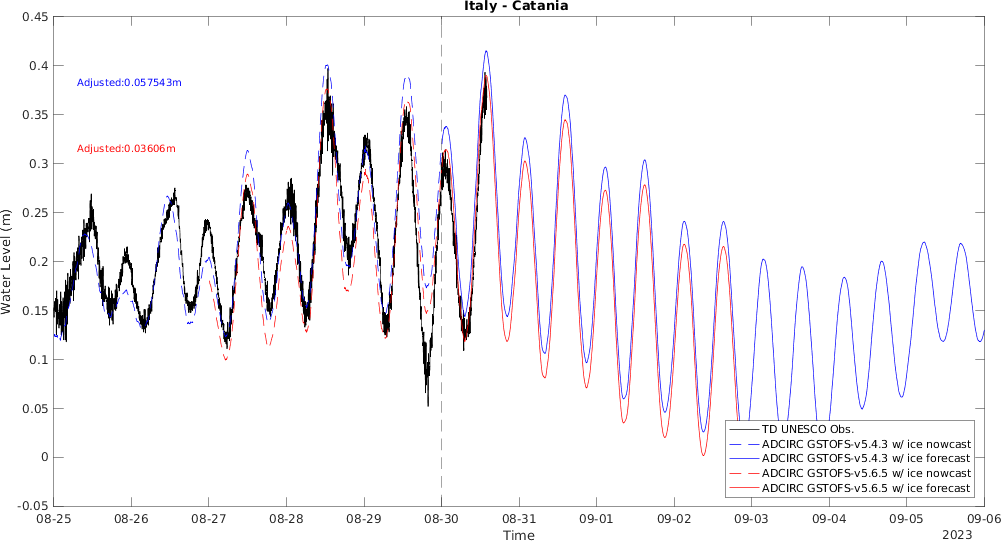 Italy - Catania
0.45
0.4
0.35
0.3
0.25
0.2
0.15
0.1
0.05
0
-0.05
Water Level (m)
Adjusted:0.057543m
Adjusted:0.03606m
TD UNESCO Obs.
ADCIRC GSTOFS-v5.4.3 w/ ice nowcast
ADCIRC GSTOFS-v5.4.3 w/ ice forecast
ADCIRC GSTOFS-v5.6.5 w/ ice nowcast
ADCIRC GSTOFS-v5.6.5 w/ ice forecast
08-25 08-26 08-27 08-28 08-29 08-30 08-31 09-01 09-02 09-03 09-04 09-05 09-06
Time
2023